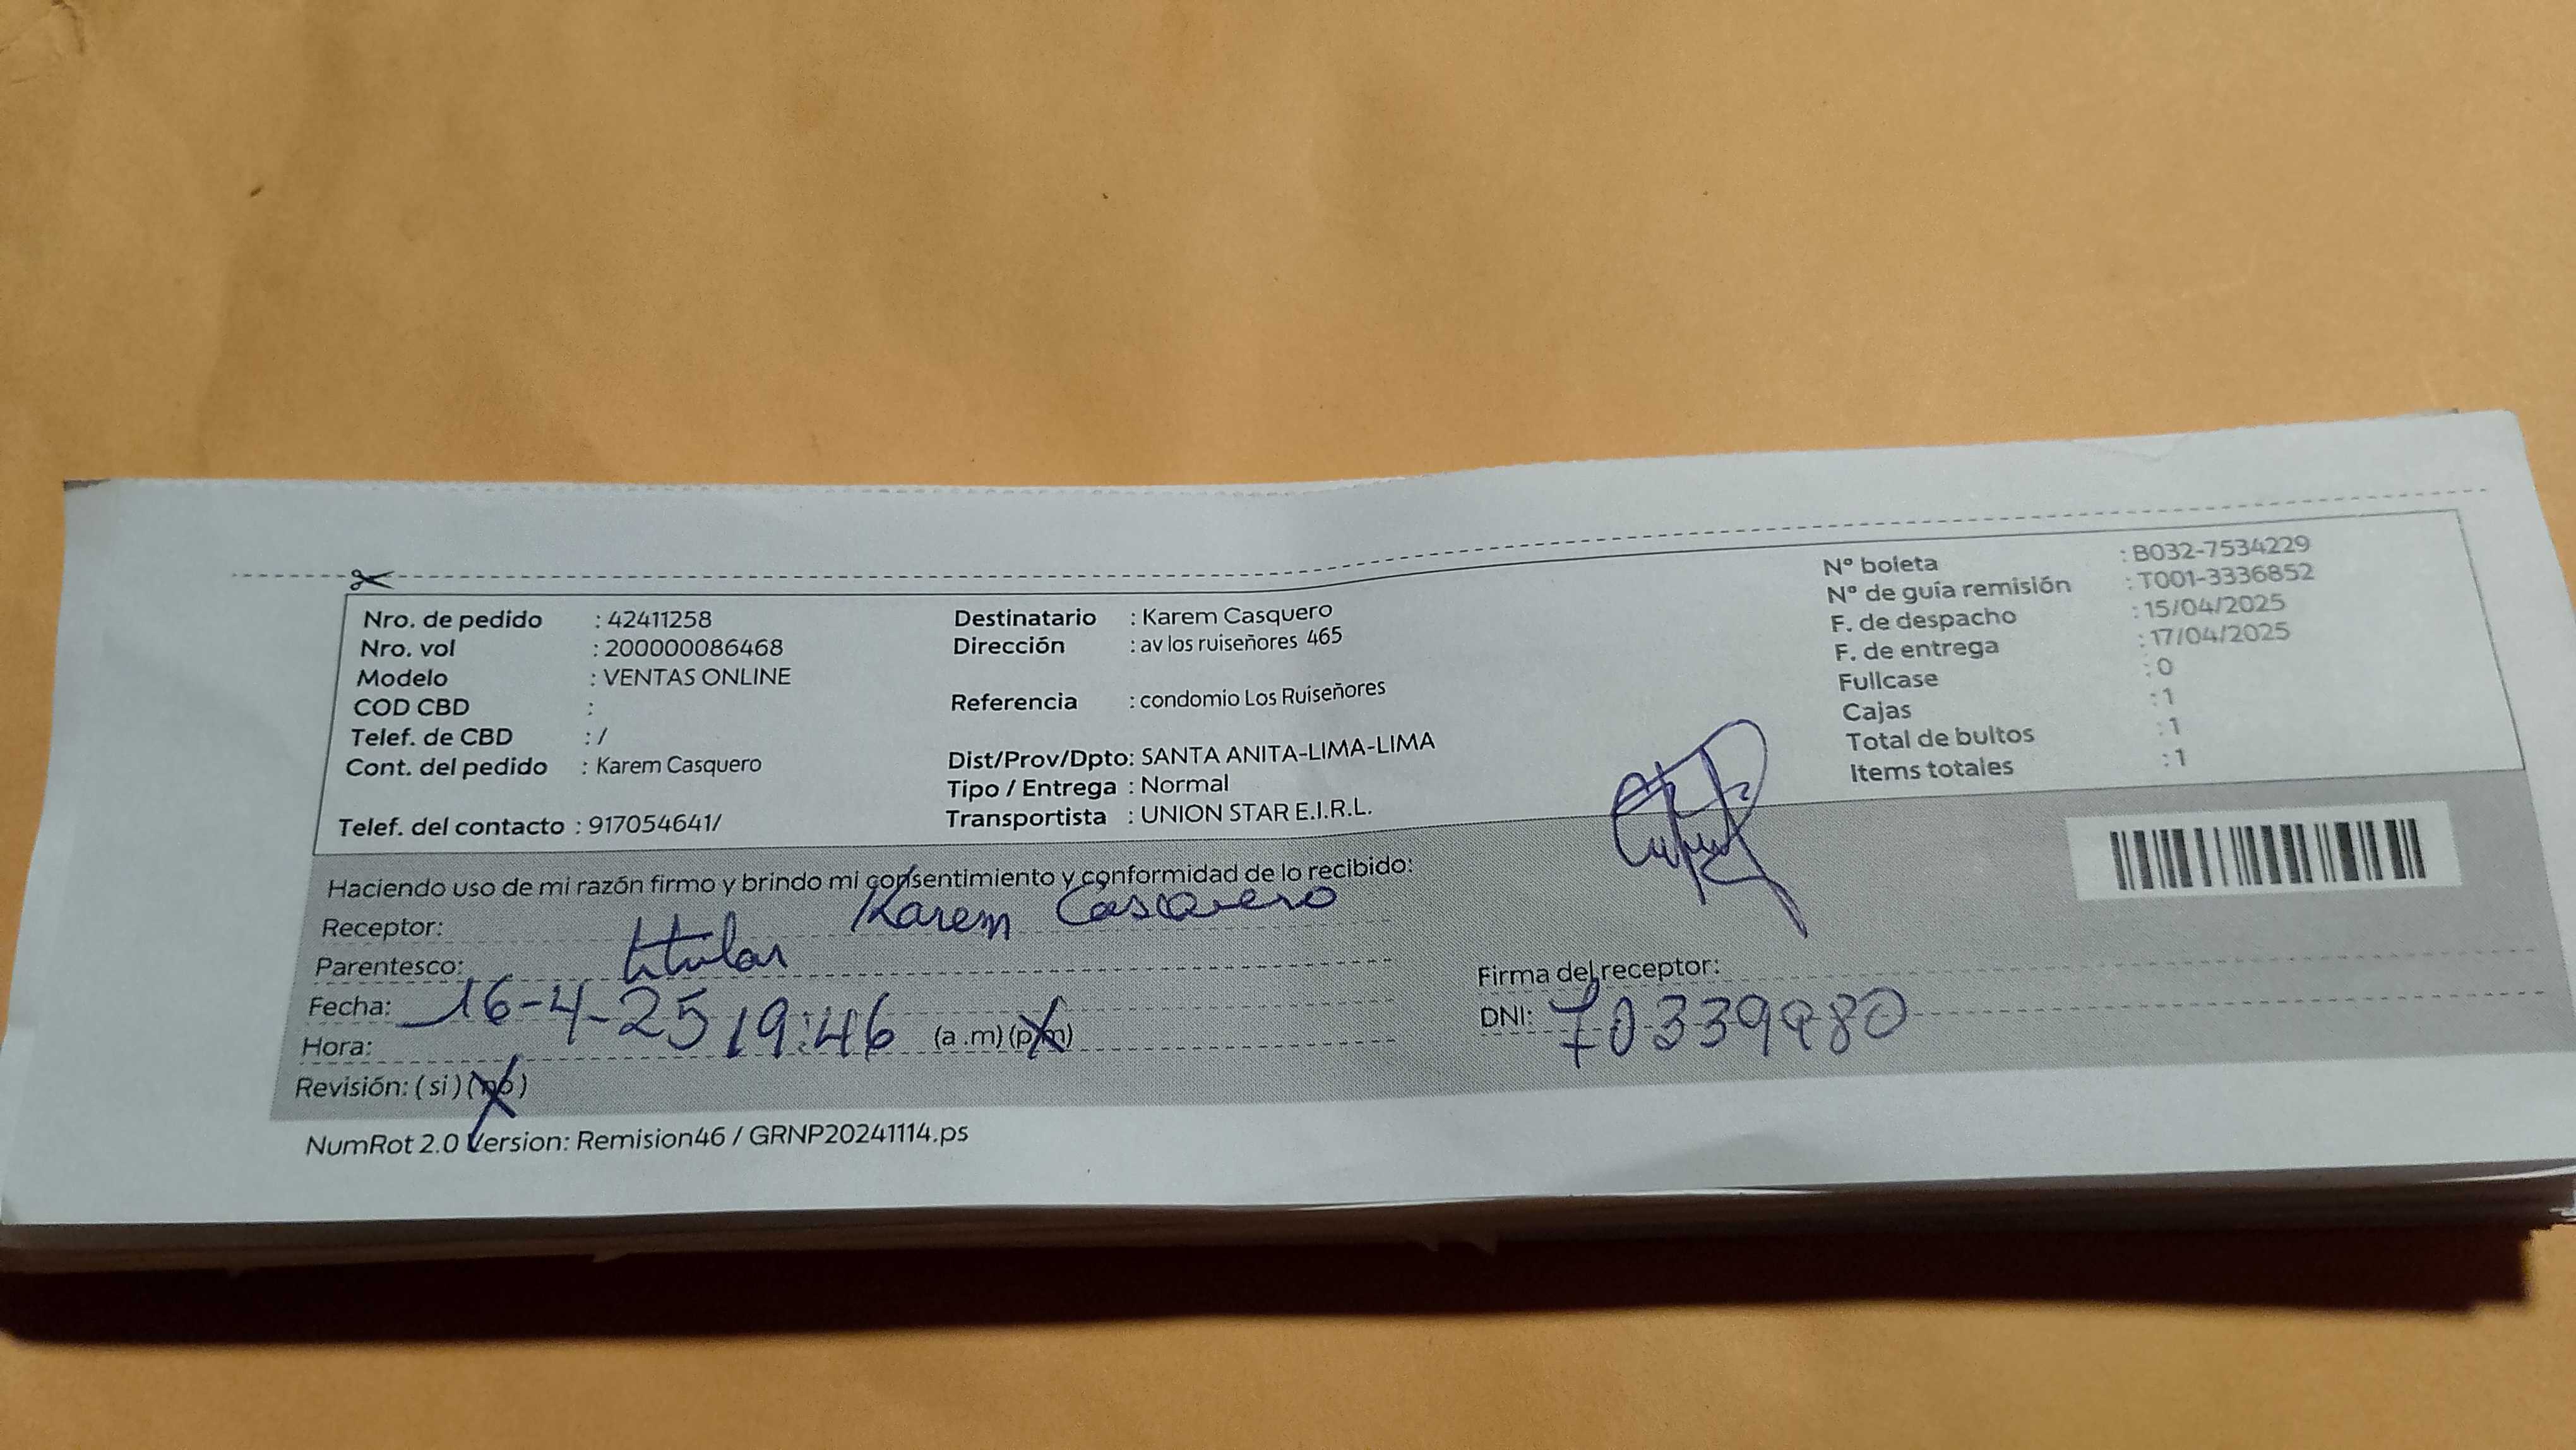 Nro. de pedido : 42411258
Nro. vol : 200000086468
Modelo : VENTAS ONLINE
COD CBD :
Telef. de CBD : /
Cont. del pedido : Karem Casquero
Telef. del contacto : 917054641/
Destinatario : Karem Casquero
Dirección : av los ruiseñores 465
Referencia : condomio Los Ruiseñores
Dist/Prov/Dpto: SANTA ANITA-LIMA-LIMA
Tipo / Entrega : Normal
Transportista : UNION STAR E.I.R.L.
N° boleta : B032-7534229
N° de guía remisión : T001-3336852
F. de despacho : 15/04/2025
F. de entrega : 17/04/2025
Fullcase : 0
Cajas : 1
Total de bultos : 1
Items totales : 1
Haciendo uso de mi razón firmo y brindo mi consentimiento y conformidad de lo recibido:
Receptor: Karem Casquero
Parentesco: titular
Fecha: 16-4-25
Hora: 19:46 (a .m) (p.m)
Revisión: ( si ) ( no )
Firma del receptor:
DNI: 70339980
NumRot 2.0 Version: Remision46 / GRNP20241114.ps